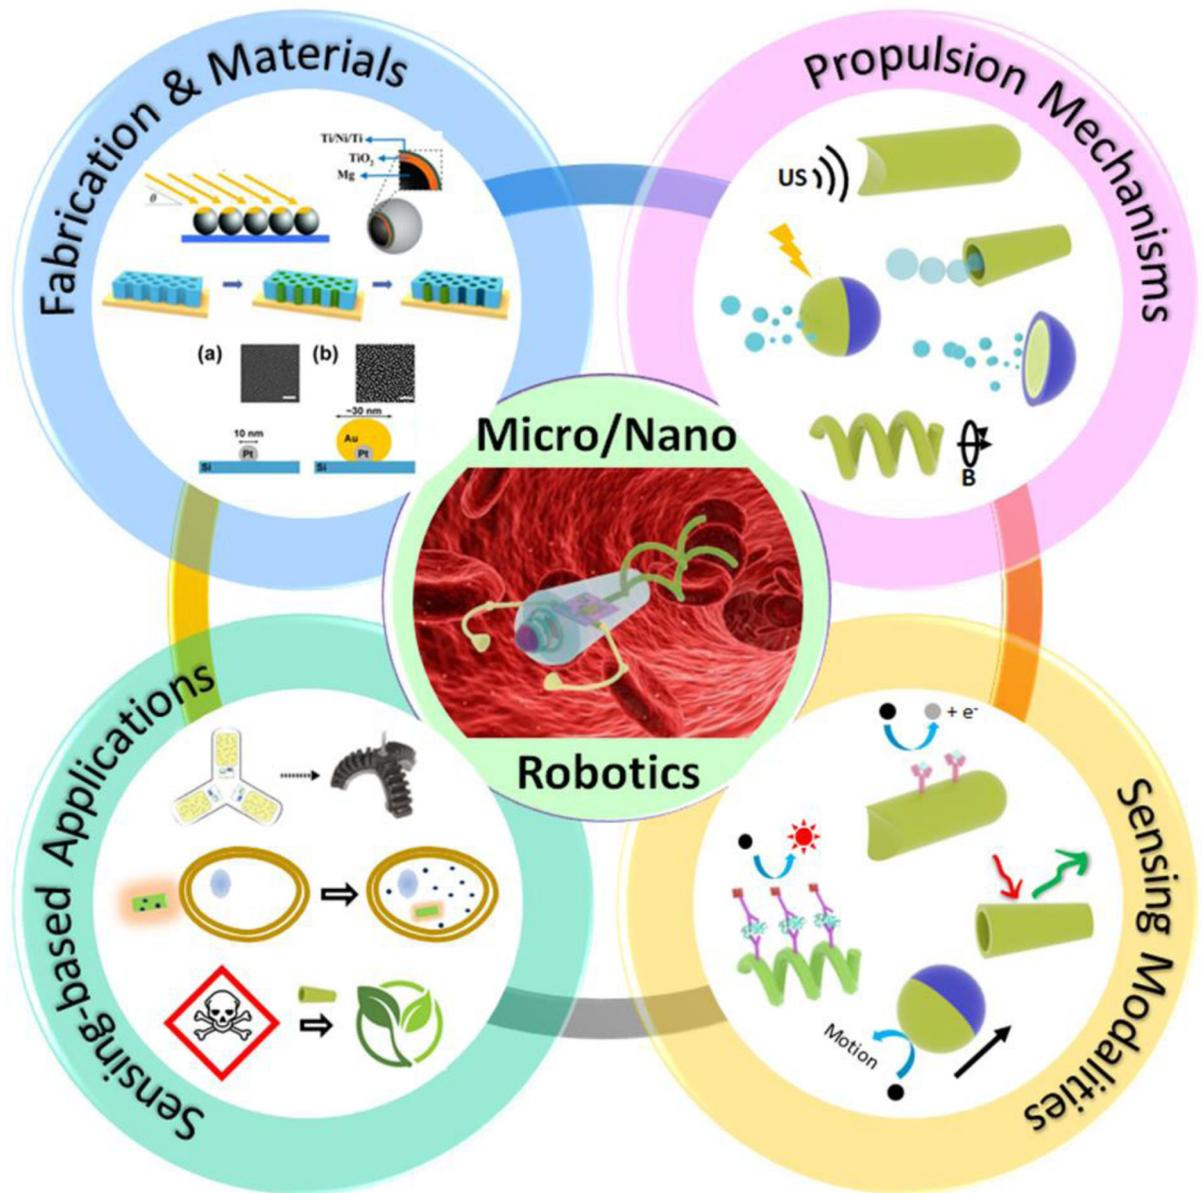 Fabrication & Materials
Ti/Ni/Ti
TiO2
Mg
θ
(a)
(b)
~30 nm
10 nm
Au
Pt
Pt
Si
Si
Propulsion Mechanisms
US
B
Micro/Nano
Robotics
Sensing-based Applications
Sensing Modalities
+ e-
Motion